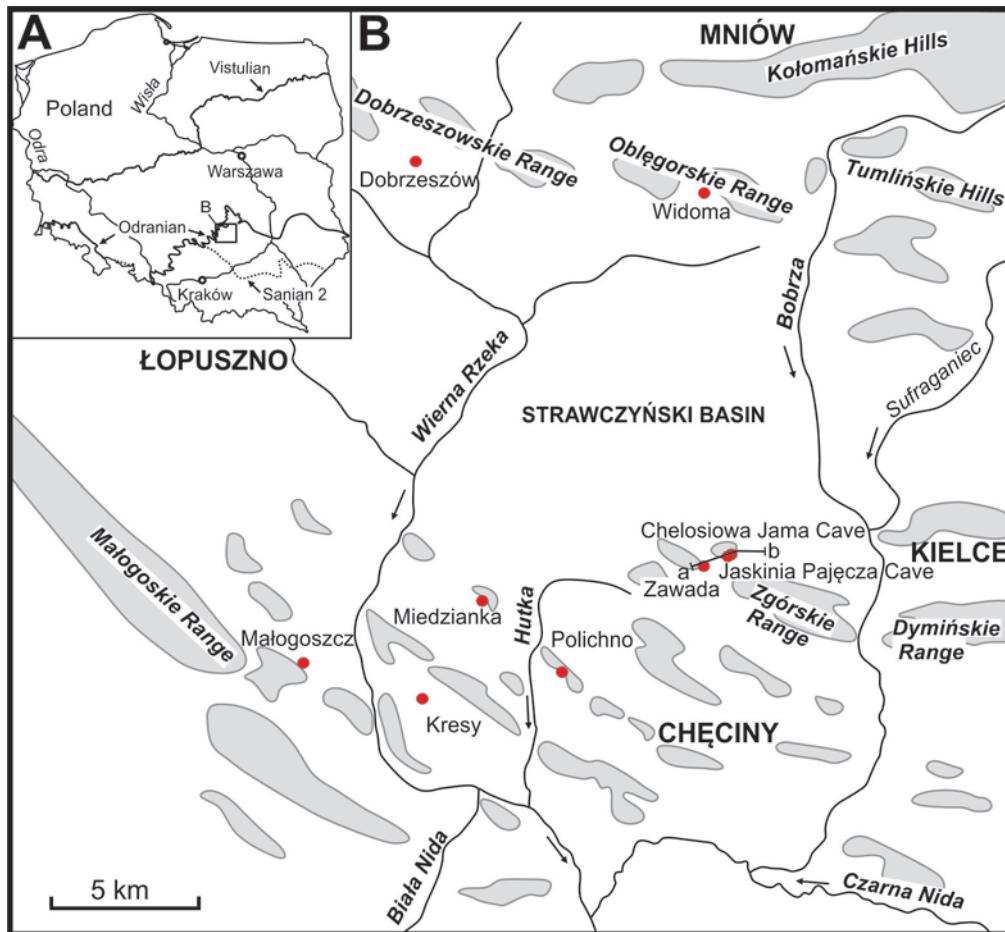 A
Vistulian
Poland
Wisła
Odra
Warszawa
B
Odranian
Kraków
Sanian 2
B
MNIÓW
Kołomańskie Hills
Dobrzeszowskie Range
Oblęgorskie Range
Tumlińskie Hills
Dobrzeszów
Widoma
Bobrza
ŁOPUSZNO
Wierna Rzeka
Sufraganiec
STRAWCZYŃSKI BASIN
Małogoskie Range
Chelosiowa Jama Cave
b
KIELCE
a
Jaskinia Pajęcza Cave
Zawada
Zgórskie
Range
Miedzianka
Hutka
Dymińskie
Range
Małogoszcz
Polichno
Kresy
CHĘCINY
Biała Nida
Czarna Nida
5 km